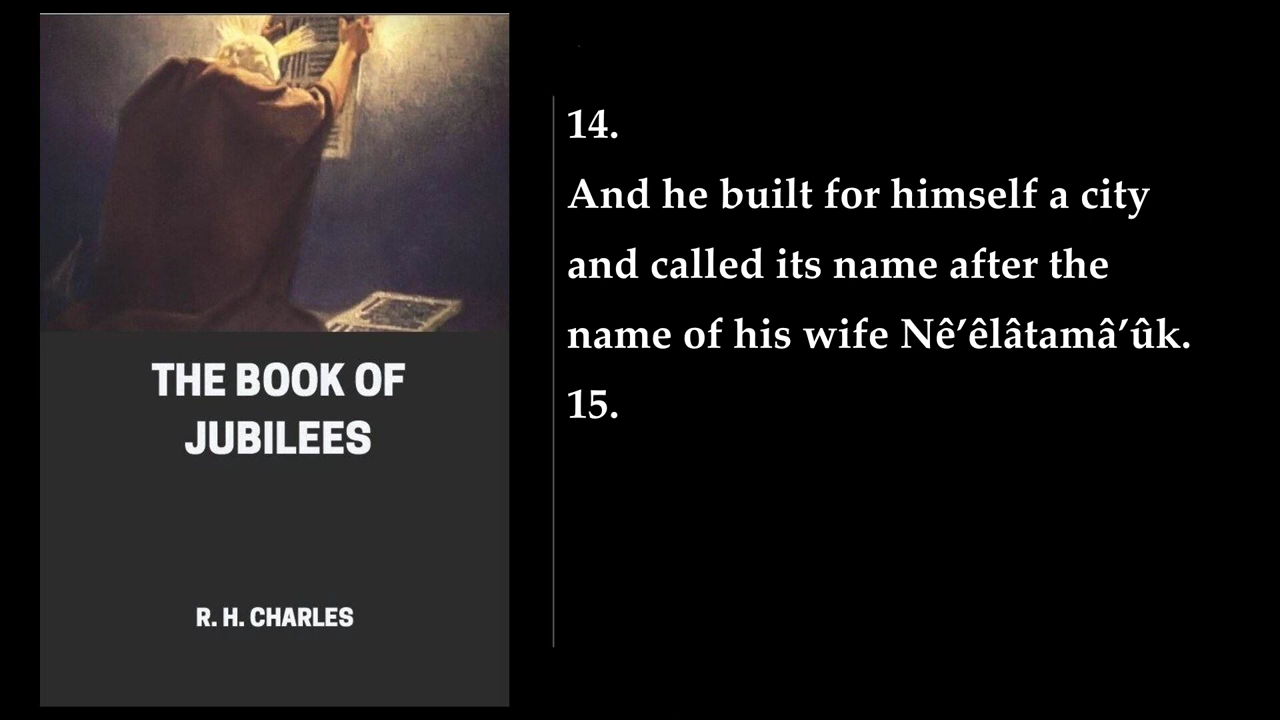 THE BOOK OF
JUBILEES
R. H. CHARLES
14.
And he built for himself a city
and called its name after the
name of his wife Nê’êlâtamâ’ûk.
15.